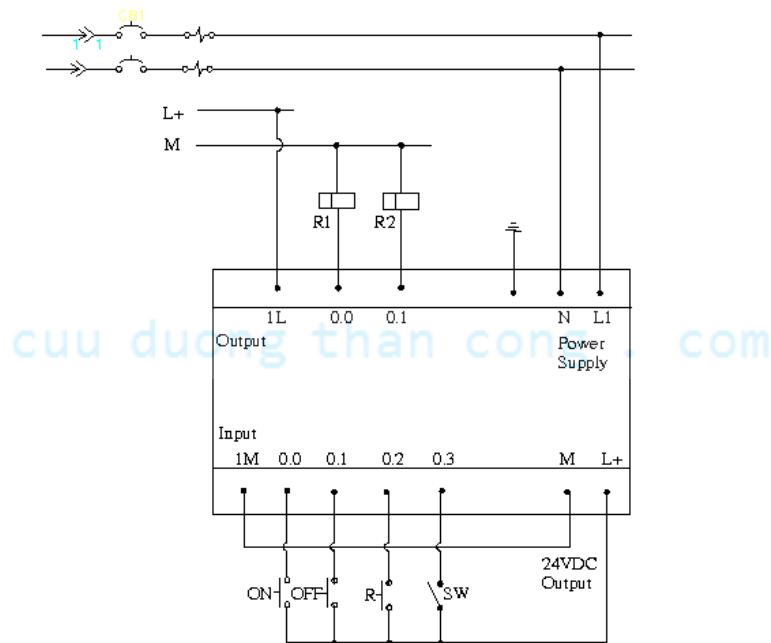 CB1
1 1
L+
M
R1 R2
1L 0.0 0.1 N L1
Output Power
Supply
cuu duong than cong . com
Input
1M 0.0 0.1 0.2 0.3 M L+
24VDC
Output
ON OFF R SW